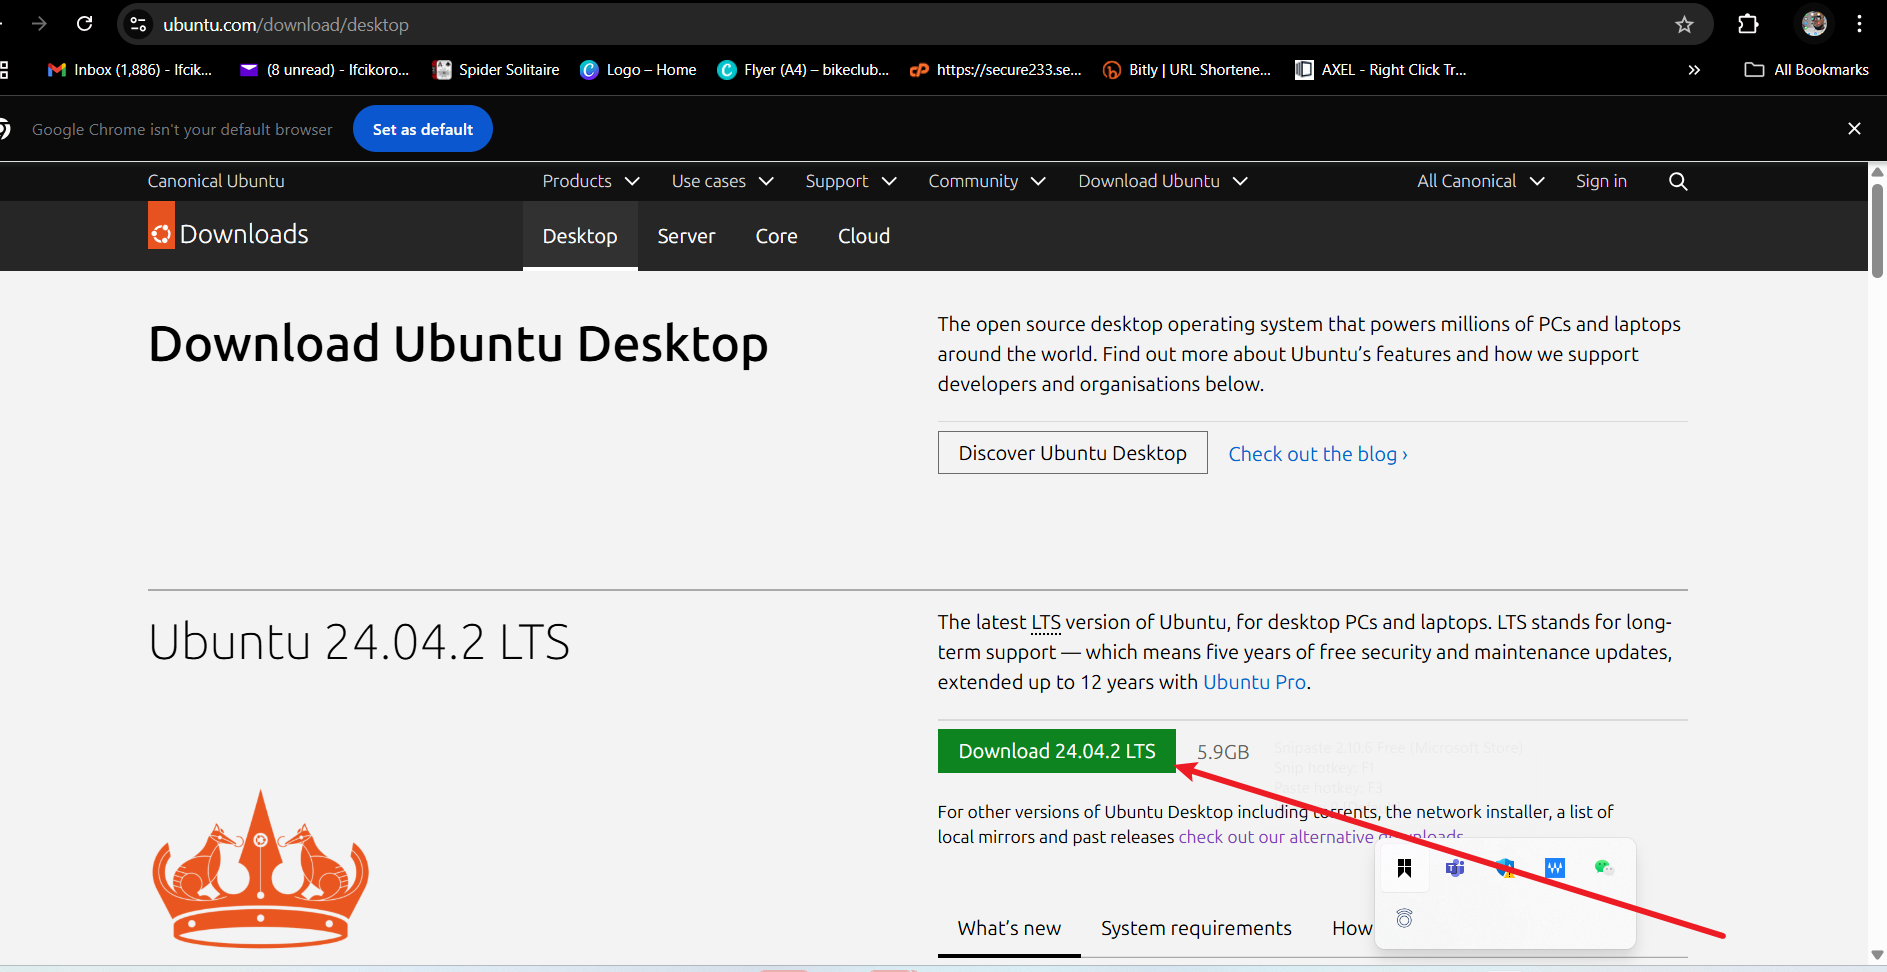 ubuntu.com/download/desktop
Inbox (1,886) - Ifcik...
(8 unread) - Ifcikoro...
Spider Solitaire
Logo – Home
Flyer (A4) – bikeclub...
https://secure233.se...
Bitly | URL Shortene...
AXEL - Right Click Tr...
All Bookmarks
Google Chrome isn't your default browser
Set as default
Canonical Ubuntu
Products
Use cases
Support
Community
Download Ubuntu
All Canonical
Sign in
Downloads
Desktop
Server
Core
Cloud
Download Ubuntu Desktop
The open source desktop operating system that powers millions of PCs and laptops
around the world. Find out more about Ubuntu’s features and how we support
developers and organisations below.
Discover Ubuntu Desktop
Check out the blog ›
Ubuntu 24.04.2 LTS
The latest LTS version of Ubuntu, for desktop PCs and laptops. LTS stands for long-
term support — which means five years of free security and maintenance updates,
extended up to 12 years with Ubuntu Pro.
Download 24.04.2 LTS
5.9GB
Snipaste 2.10.6 Free (Microsoft Store)
Snip hotkey: F1
Paste hotkey: F3
For other versions of Ubuntu Desktop including torrents, the network installer, a list of
local mirrors and past releases check out our alternative downloads
What’s new
System requirements
How